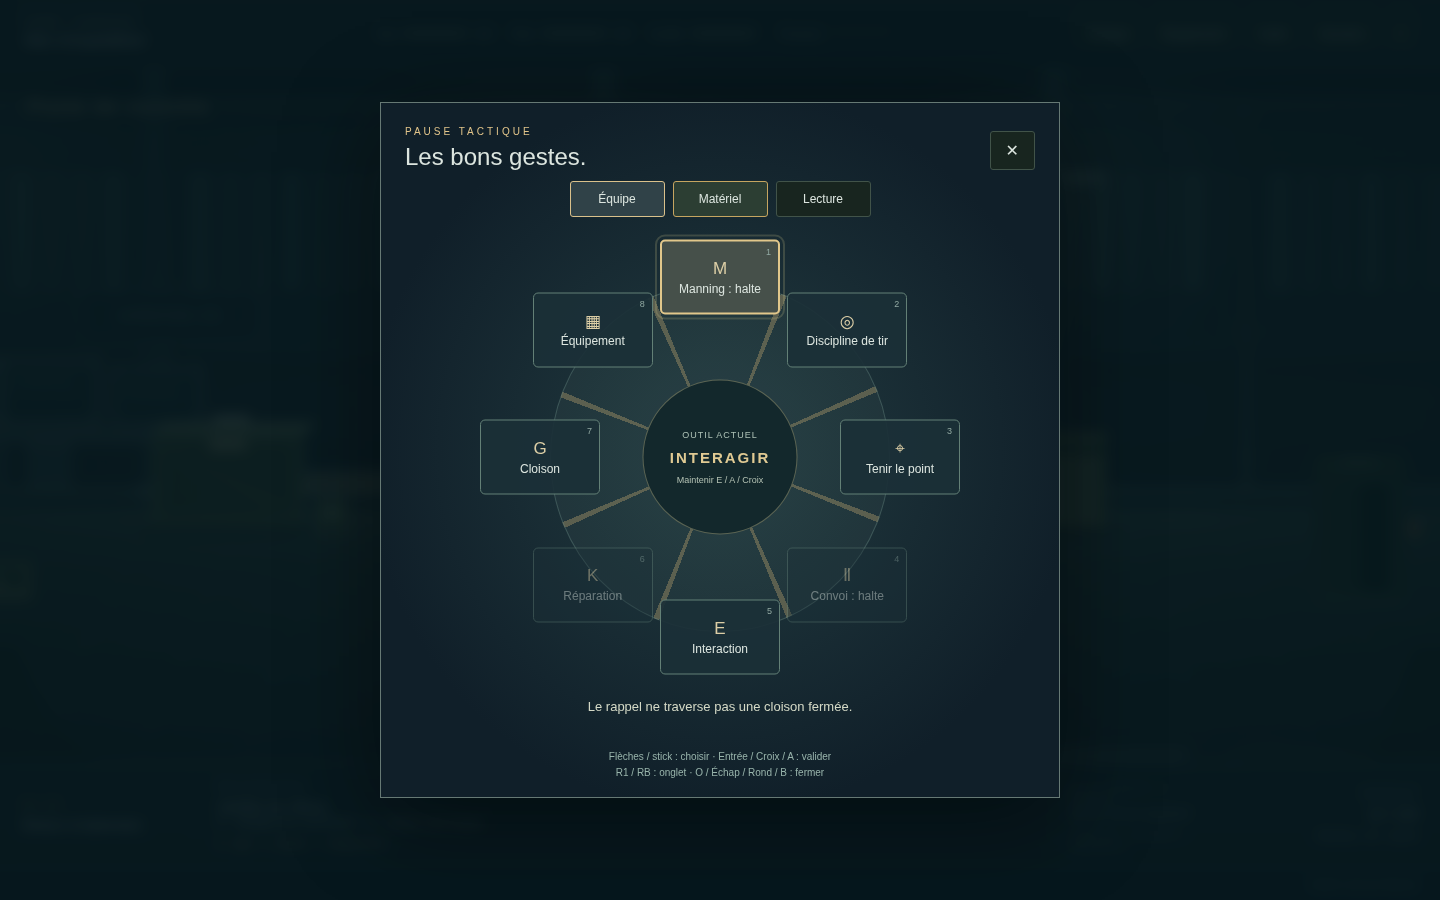 PAUSE TACTIQUE
Les bons gestes.
✕
Équipe
Matériel
Lecture
1
M
Manning : halte
8
▦
Équipement
2
◎
Discipline de tir
7
G
Cloison
OUTIL ACTUEL
INTERAGIR
Maintenir E / A / Croix
3
⌖
Tenir le point
6
K
Réparation
4
Ⅱ
Convoi : halte
5
E
Interaction
Le rappel ne traverse pas une cloison fermée.
Flèches / stick : choisir · Entrée / Croix / A : valider
R1 / RB : onglet · O / Échap / Rond / B : fermer